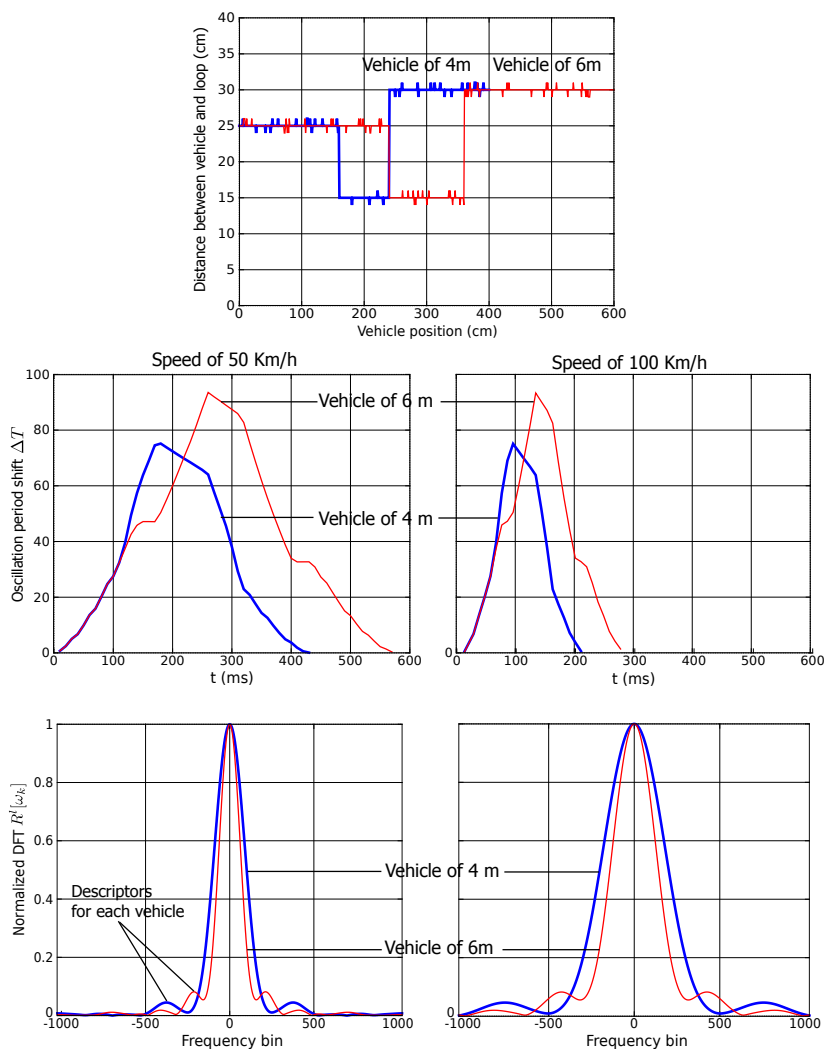 40
35
30
25
20
15
10
5
0
Distance between vehicle and loop (cm)
Vehicle of 4m Vehicle of 6m
0 100 200 300 400 500 600
Vehicle position (cm)
Speed of 50 Km/h
Speed of 100 Km/h
100
80
60
40
20
0
Oscillation period shift ΔT
Vehicle of 6 m
Vehicle of 4 m
0 100 200 300 400 500 600
t (ms)
0 100 200 300 400 500 600
t (ms)
1
0.8
0.6
0.4
0.2
0
Normalized DFT R^l[ω_k]
Vehicle of 4 m
Descriptors
for each vehicle
Vehicle of 6m
-1000 -500 0 500 1000
Frequency bin
-1000 -500 0 500 1000
Frequency bin